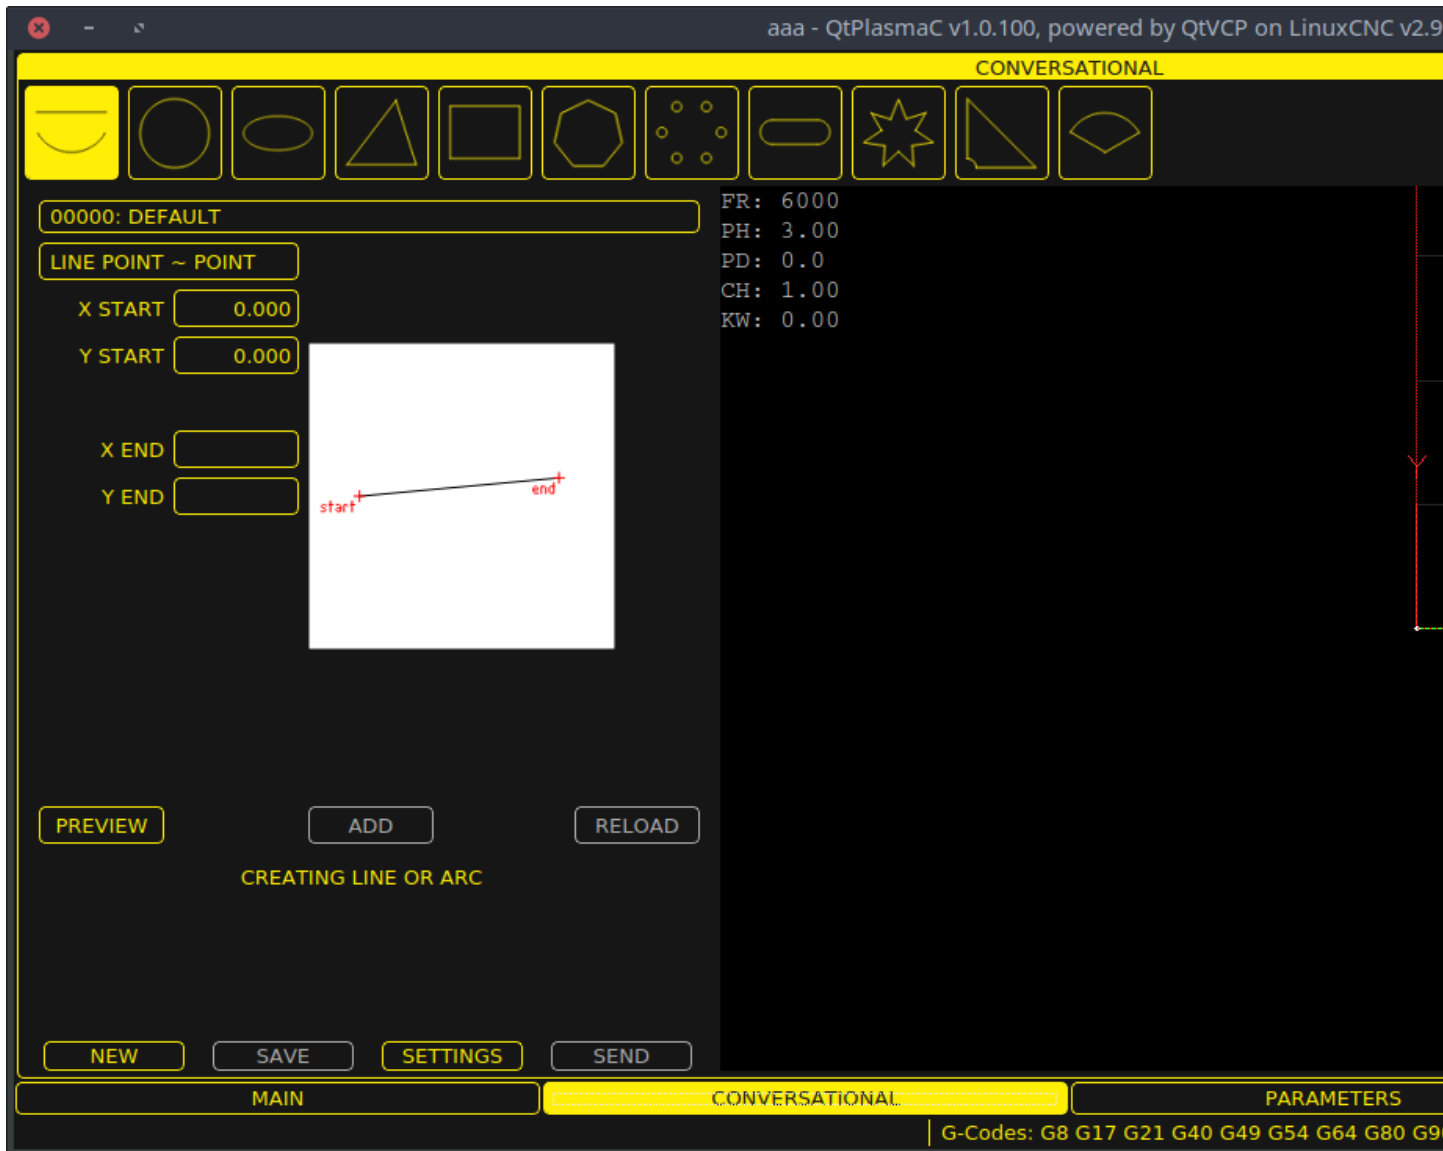 aaa - QtPlasmaC v1.0.100, powered by QtVCP on LinuxCNC v2.9
CONVERSATIONAL
00000: DEFAULT
LINE POINT ~ POINT
X START 0.000
Y START 0.000
X END
Y END
start
end
FR: 6000
PH: 3.00
PD: 0.0
CH: 1.00
KW: 0.00
PREVIEW ADD RELOAD
CREATING LINE OR ARC
NEW SAVE SETTINGS SEND
MAIN CONVERSATIONAL PARAMETERS
G-Codes: G8 G17 G21 G40 G49 G54 G64 G80 G9